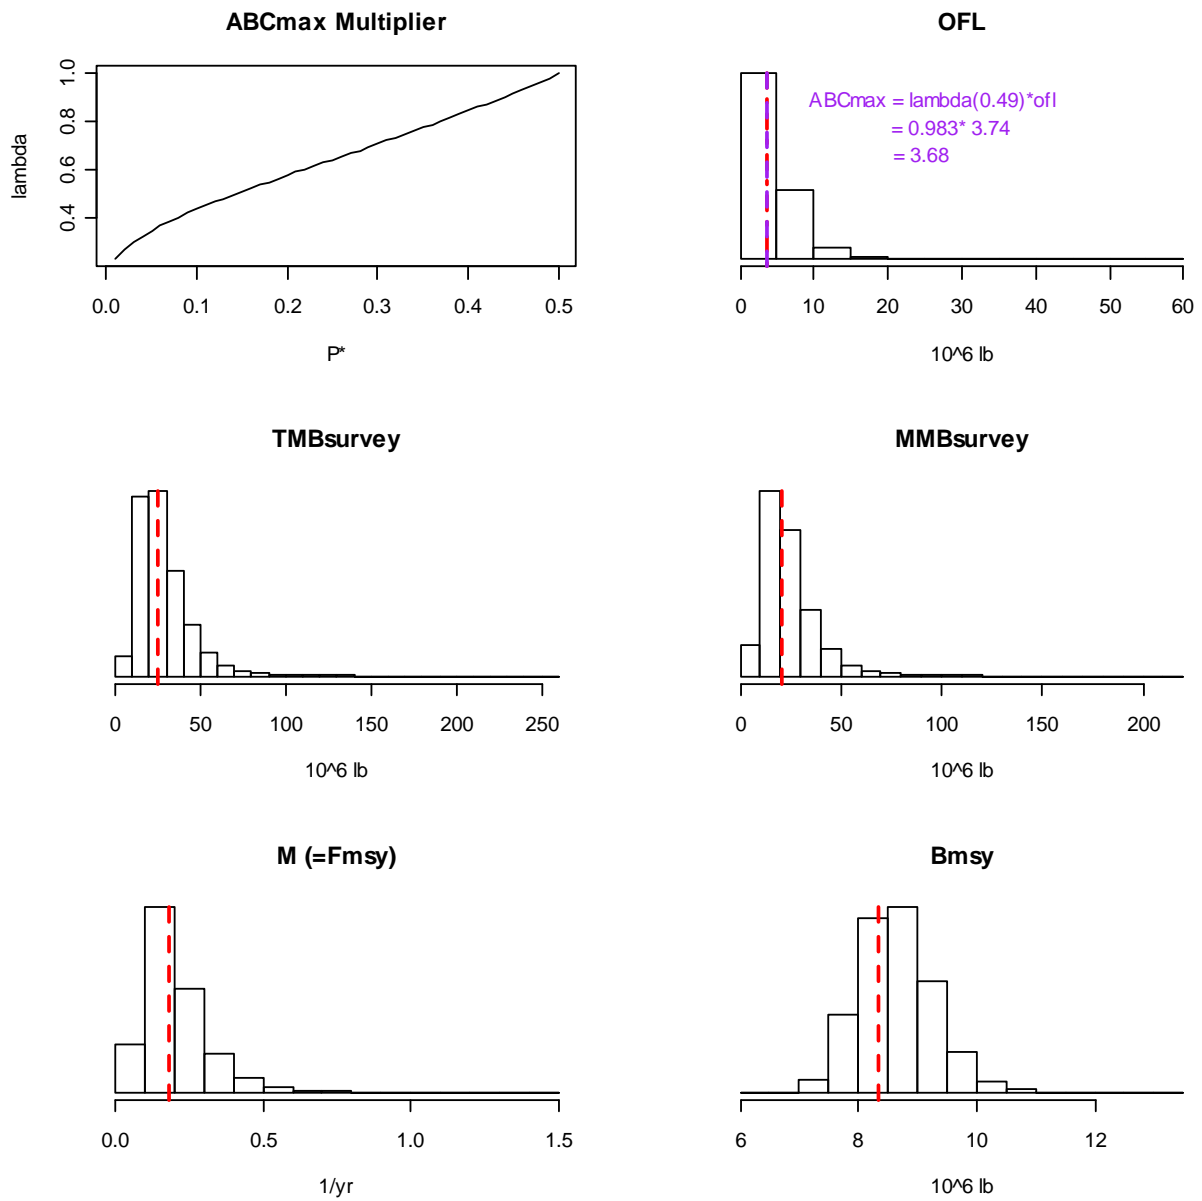 ABCmax Multiplier
lambda
1.0
0.8
0.6
0.4
0.0 0.1 0.2 0.3 0.4 0.5
P*
OFL
ABCmax = lambda(0.49)*ofl
= 0.983* 3.74
= 3.68
0 10 20 30 40 50 60
10^6 lb
TMBsurvey
0 50 100 150 200 250
10^6 lb
MMBsurvey
0 50 100 150 200
10^6 lb
M (=Fmsy)
0.0 0.5 1.0 1.5
1/yr
Bmsy
6 8 10 12
10^6 lb